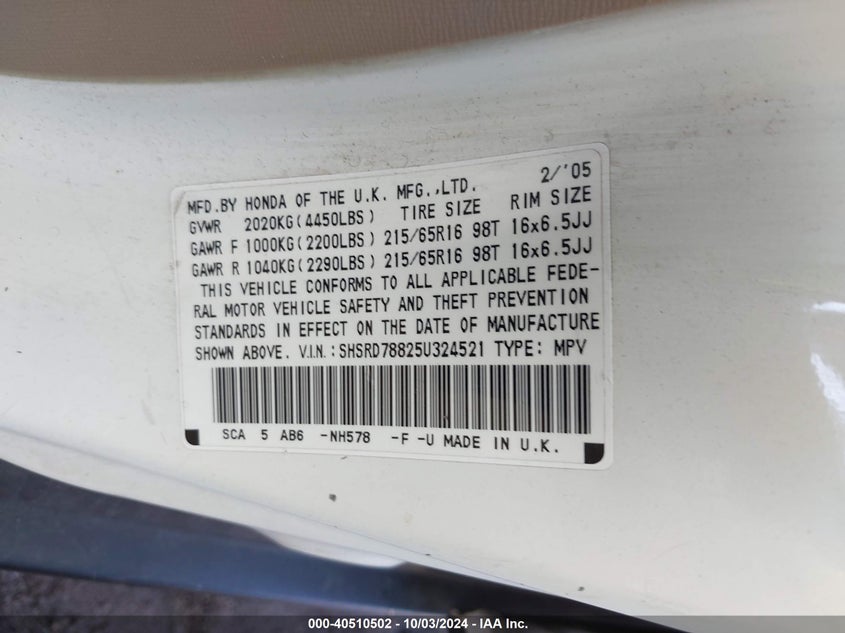 MFD.BY HONDA OF THE U.K. MFG.,LTD. 2/'05
GVWR 2020KG(4450LBS) TIRE SIZE RIM SIZE
GAWR F 1000KG(2200LBS) 215/65R16 98T 16x6.5JJ
GAWR R 1040KG(2290LBS) 215/65R16 98T 16x6.5JJ
THIS VEHICLE CONFORMS TO ALL APPLICABLE FEDE-
RAL MOTOR VEHICLE SAFETY AND THEFT PREVENTION
STANDARDS IN EFFECT ON THE DATE OF MANUFACTURE
SHOWN ABOVE. V.I.N.:SHSRD78825U324521 TYPE: MPV
SCA 5 AB6 -NH578 -F -U MADE IN U.K.
000-40510502 - 10/03/2024 - IAA Inc.